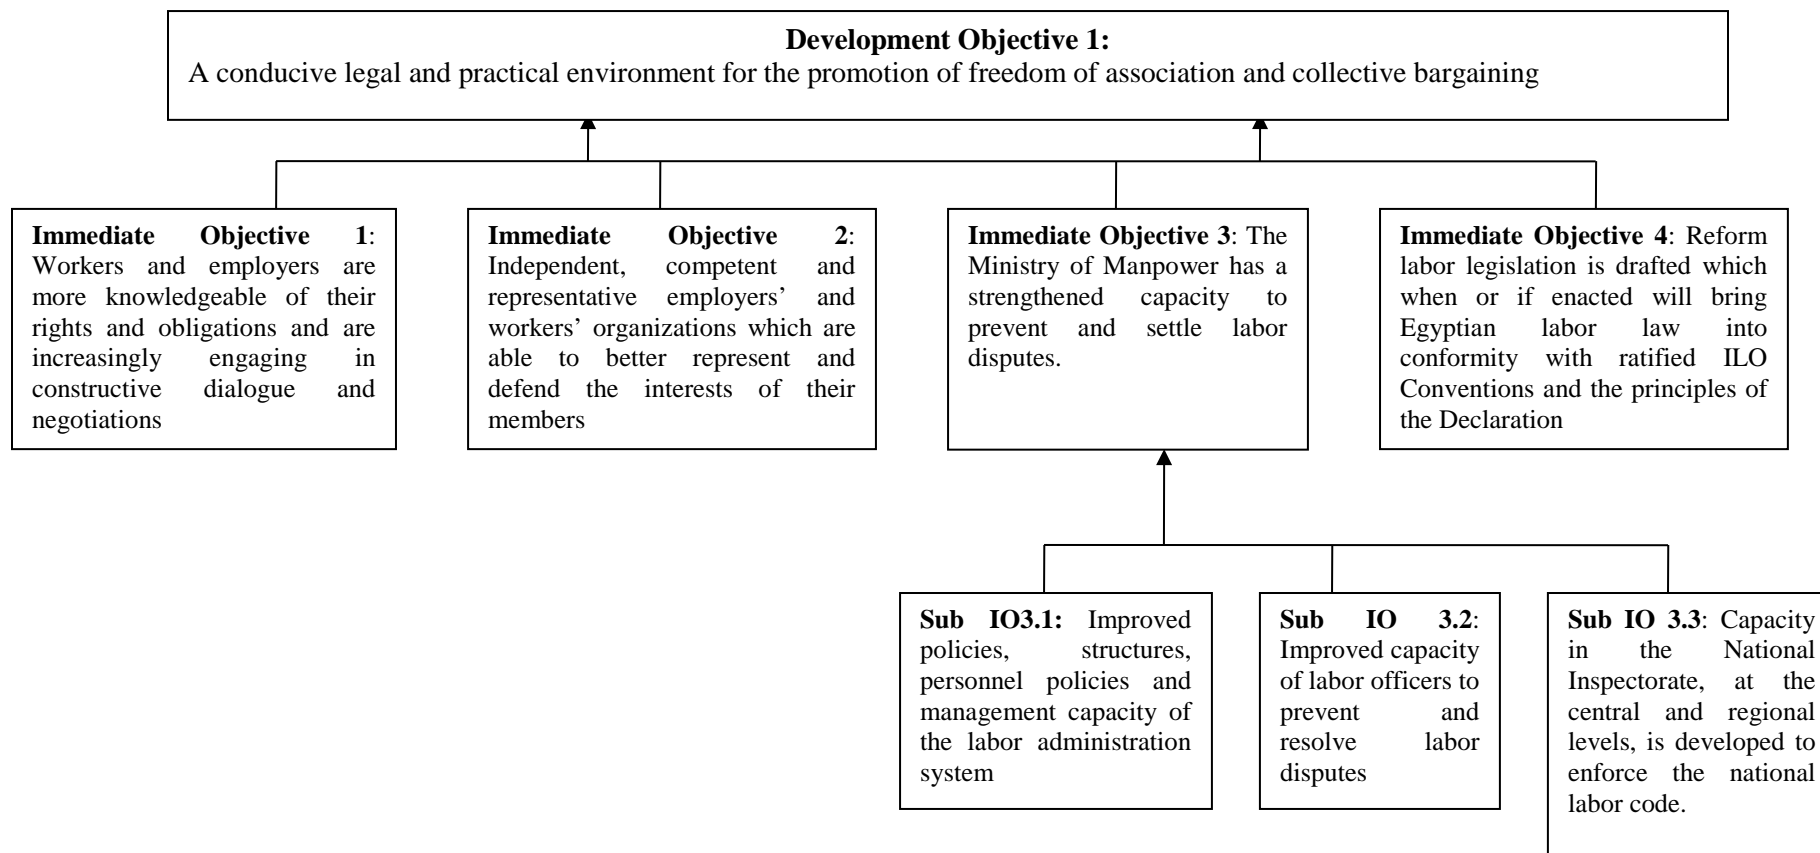 Development Objective 1:
A conducive legal and practical environment for the promotion of freedom of association and collective bargaining
Immediate Objective 1:
Workers and employers are
more knowledgeable of their
rights and obligations and are
increasingly engaging in
constructive dialogue and
negotiations
Immediate Objective 2:
Independent, competent and
representative employers’ and
workers’ organizations which are
able to better represent and
defend the interests of their
members
Immediate Objective 3: The
Ministry of Manpower has a
strengthened capacity to
prevent and settle labor
disputes.
Immediate Objective 4: Reform
labor legislation is drafted which
when or if enacted will bring
Egyptian labor law into
conformity with ratified ILO
Conventions and the principles of
the Declaration
Sub IO3.1: Improved
policies, structures,
personnel policies and
management capacity of
the labor administration
system
Sub IO 3.2:
Improved capacity
of labor officers to
prevent and
resolve labor
disputes
Sub IO 3.3: Capacity
in the National
Inspectorate, at the
central and regional
levels, is developed to
enforce the national
labor code.